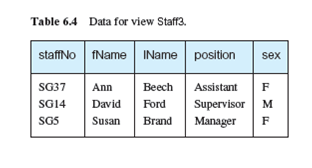 Table 6.4 Data for view Staff3.
staffNo fName lName position sex
SG37 Ann Beech Assistant F
SG14 David Ford Supervisor M
SG5 Susan Brand Manager F